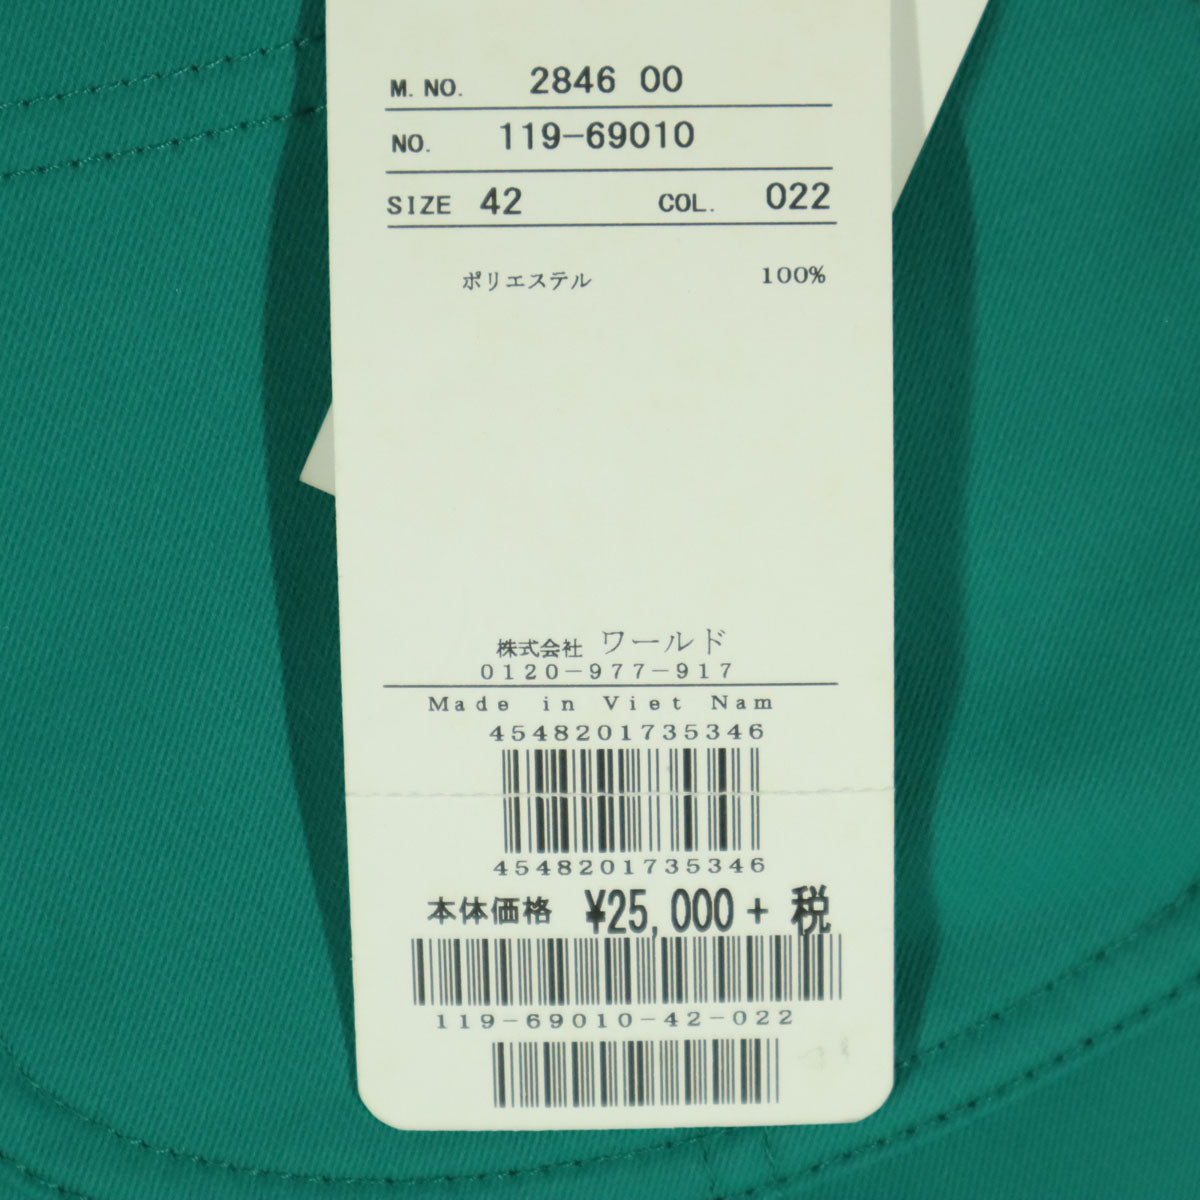 M. NO. 2846 00
NO. 119-69010
SIZE 42 COL. 022
ポリエステル 100%
株式会社 ワールド
0120-977-917
Made in Viet Nam
4548201735346
4548201735346
本体価格 ¥25,000 + 税
119-69010-42-022